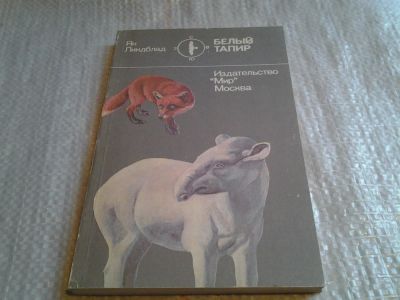 Ян
Линдблад
БЕЛЫЙ
ТАПИР
Издательство
"Мир"
Москва